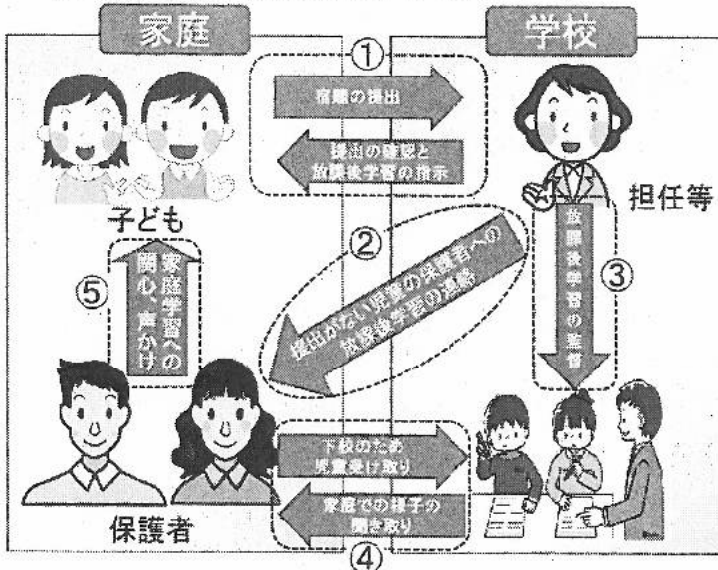 家庭
学校
①
宿題の提出
提出の確認と
放課後学習の指示
子ども
担任等
②
提出がない児童の保護者への
放課後学習の連絡
放課後学習の監督
③
⑤
家庭学習への
関心、声かけ
保護者
下校のため
児童受け取り
家庭での様子の
聞き取り
④